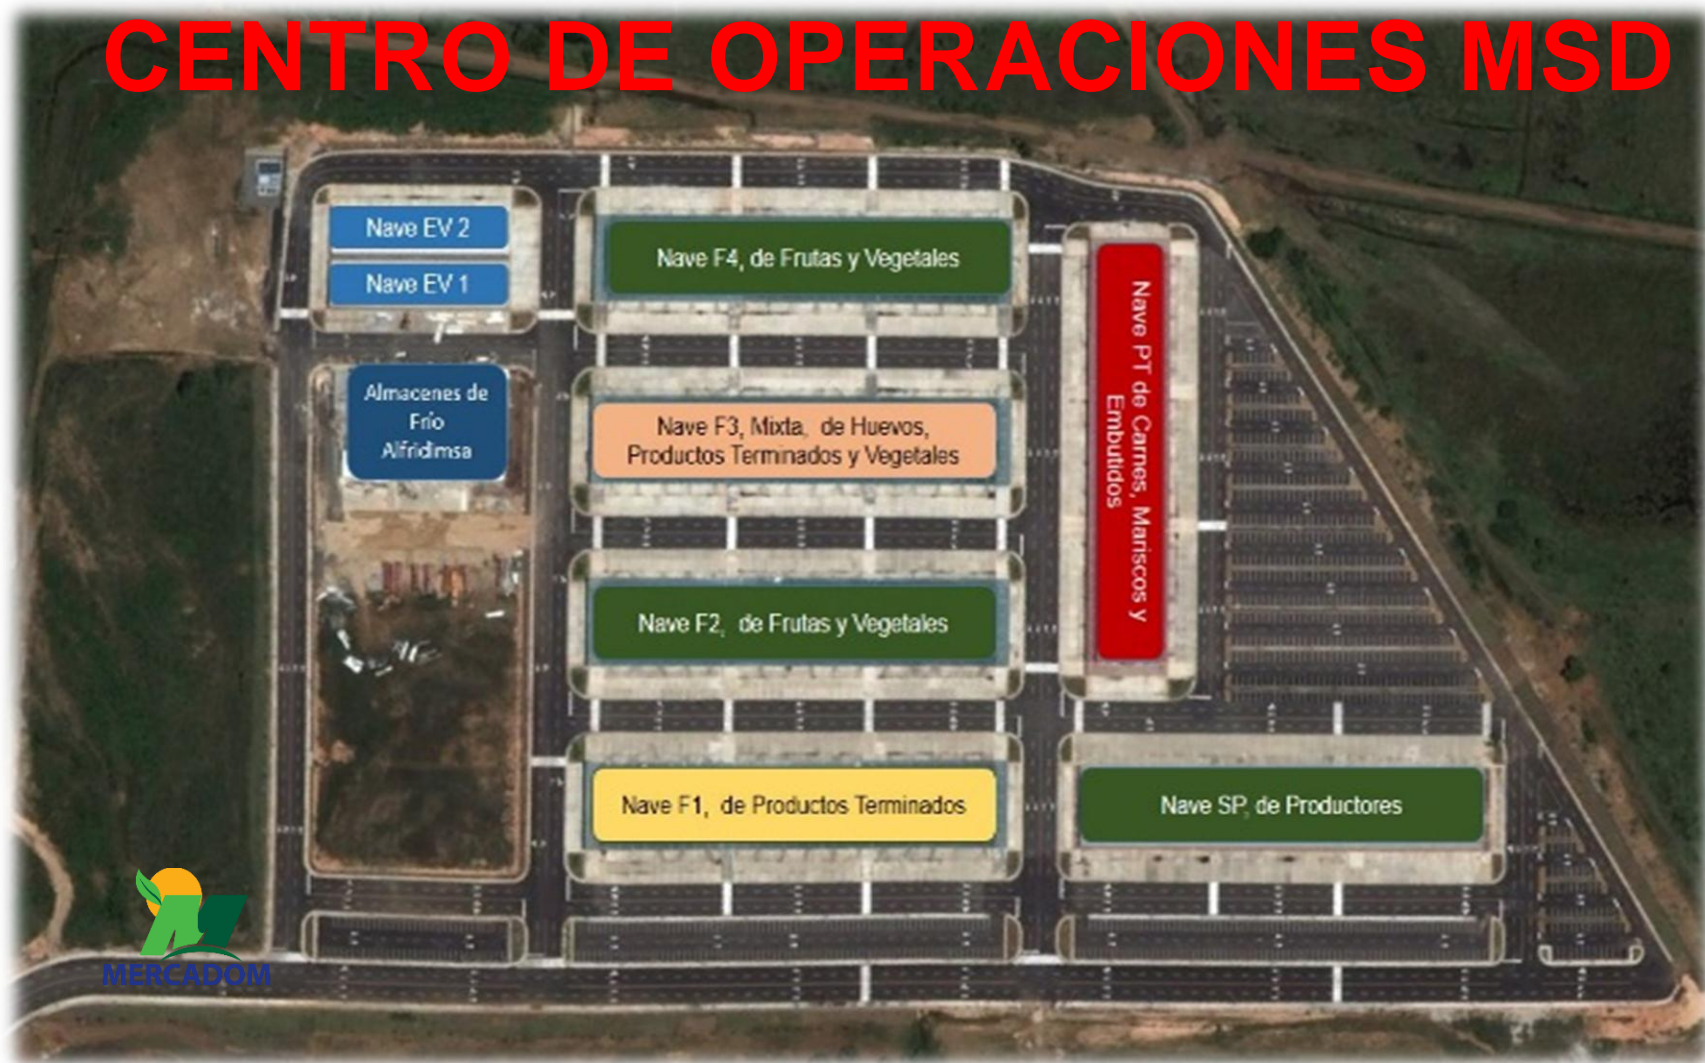 CENTRO DE OPERACIONES MSD
Nave EV 2
Nave EV 1
Nave F4, de Frutas y Vegetales
Nave PT de Carnes, Mariscos y
Embutidos
Almacenes de
Frío
Alfridimsa
Nave F3, Mixta, de Huevos,
Productos Terminados y Vegetales
Nave F2, de Frutas y Vegetales
Nave F1, de Productos Terminados
Nave SP, de Productores
MERCADOM